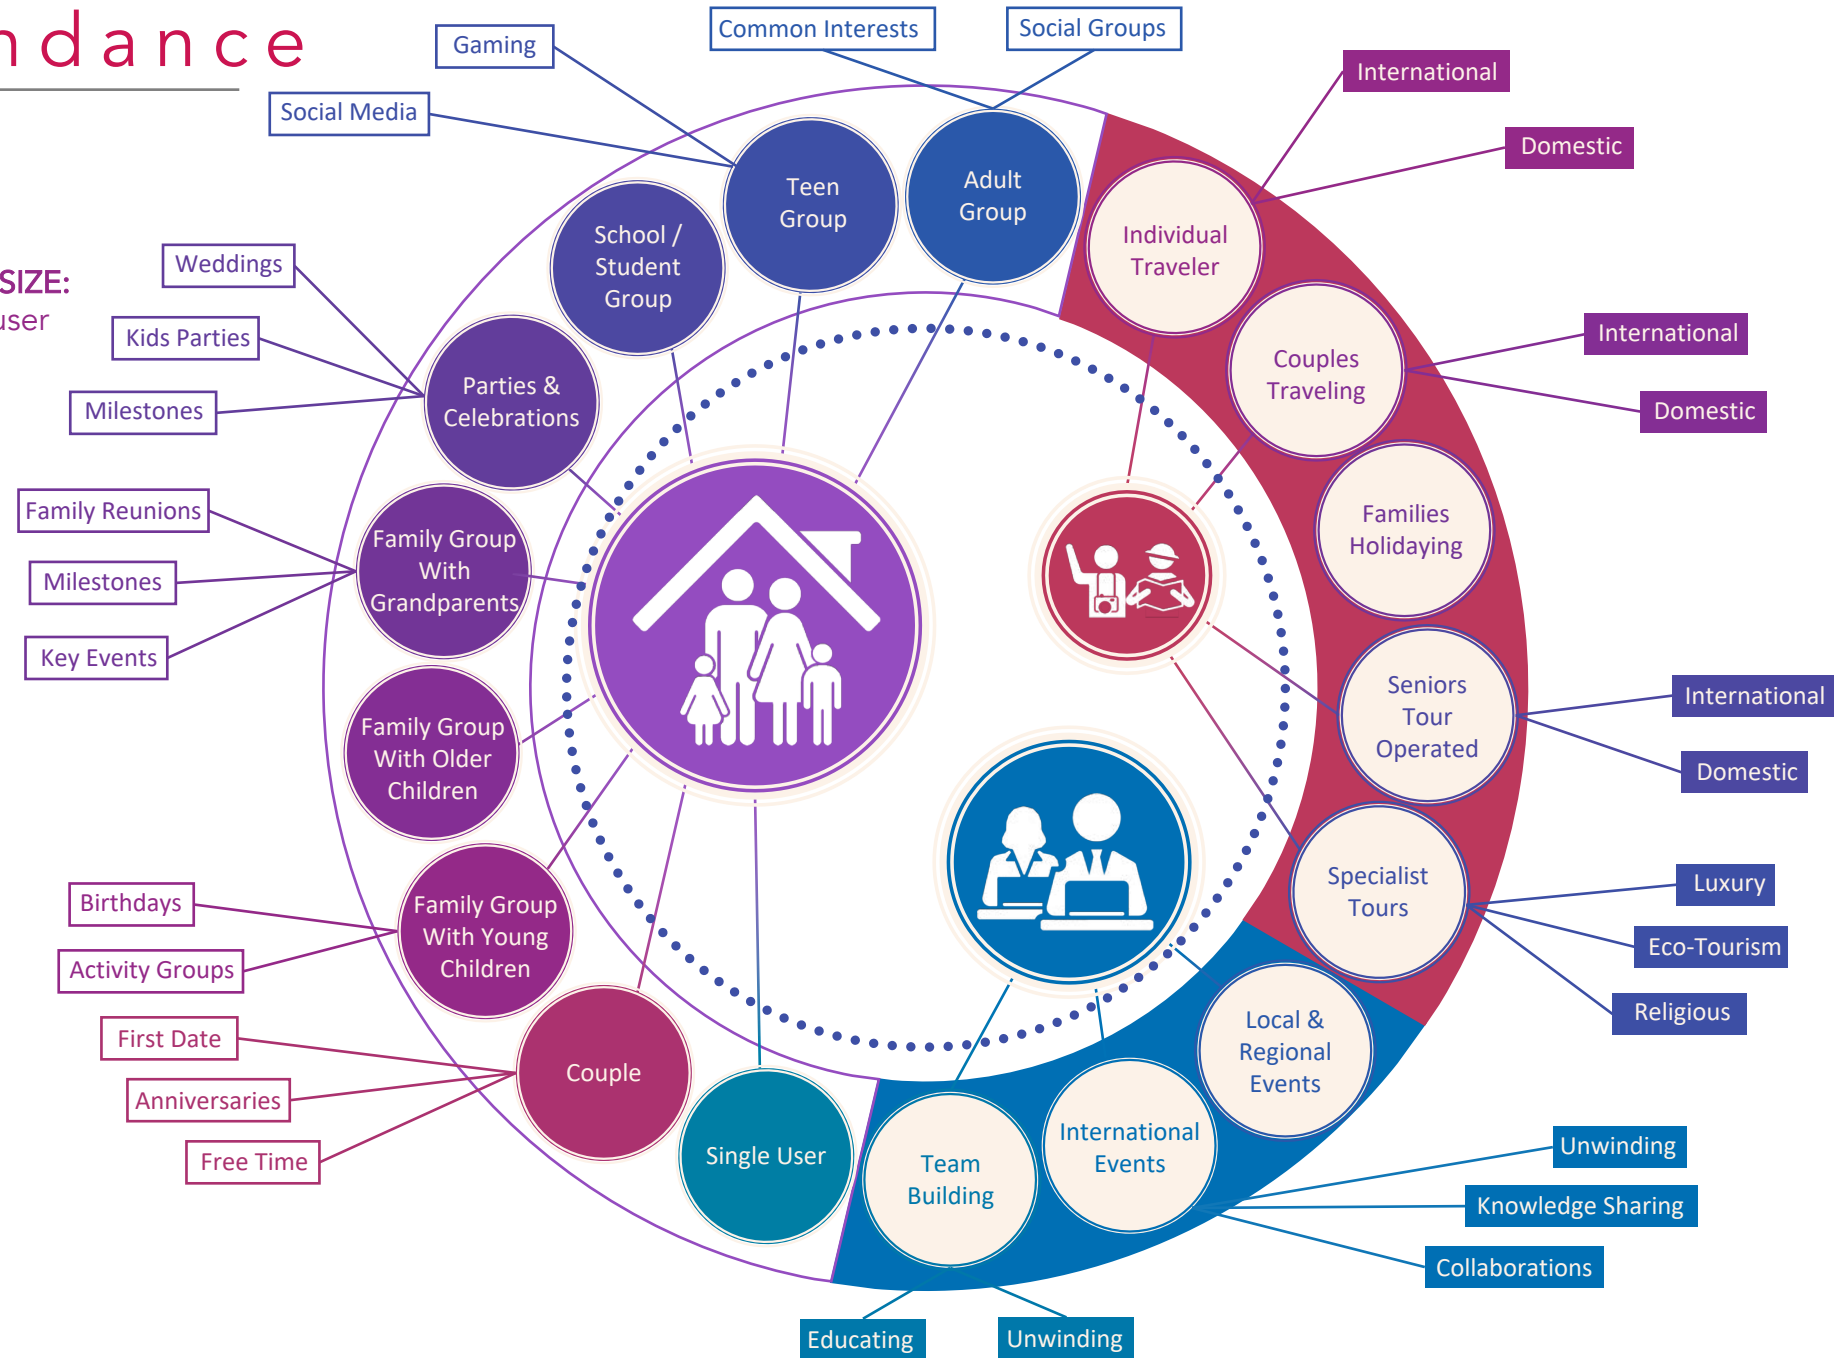 ndance
SIZE:
user
Gaming
Social Media
Common Interests
Social Groups
International
Domestic
Weddings
Kids Parties
Milestones
Family Reunions
Milestones
Key Events
Birthdays
Activity Groups
First Date
Anniversaries
Free Time
Adult
Group
Teen
Group
School /
Student
Group
Parties &
Celebrations
Family Group
With
Grandparents
Family Group
With Older
Children
Family Group
With Young
Children
Couple
Single User
Individual
Traveler
Couples
Traveling
International
Domestic
Families
Holidaying
Seniors
Tour
Operated
International
Domestic
Specialist
Tours
Luxury
Eco-Tourism
Religious
Local &
Regional
Events
International
Events
Unwinding
Knowledge Sharing
Collaborations
Team
Building
Educating
Unwinding